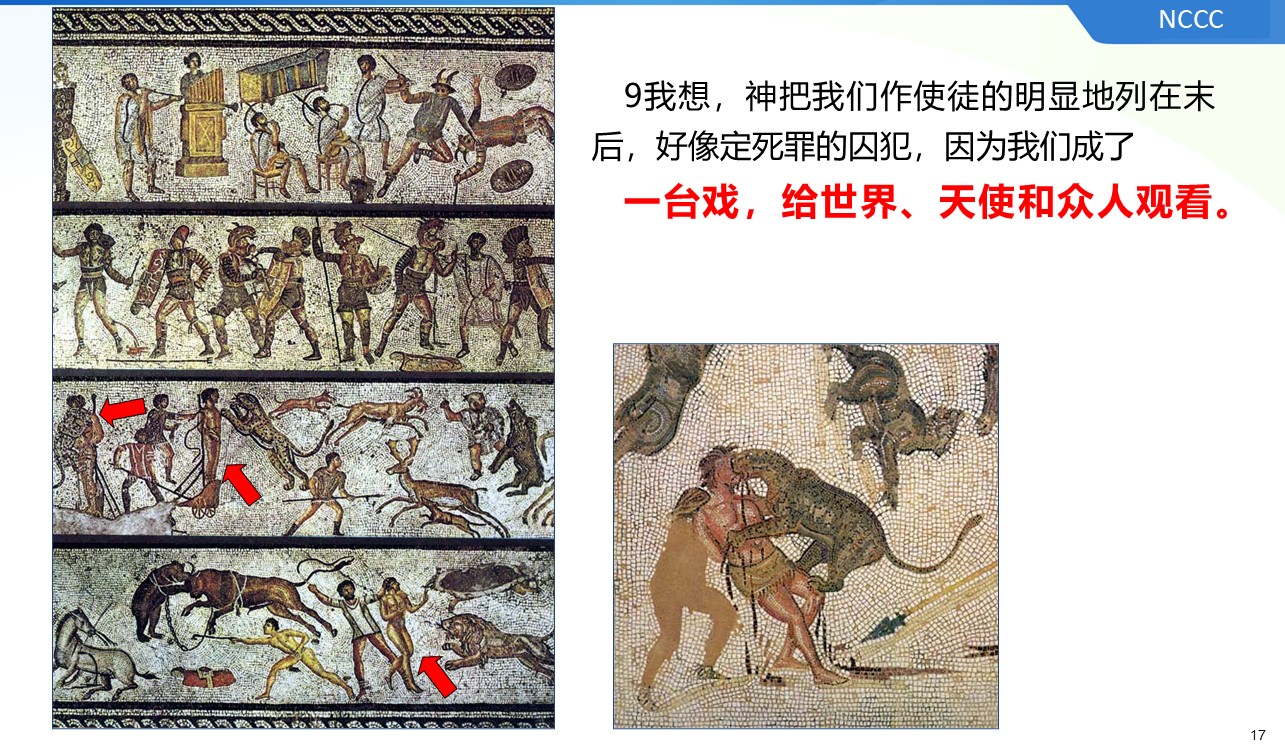 NCCC
9我想，神把我们作使徒的明显地列在末
后，好像定死罪的囚犯，因为我们成了
一台戏，给世界、天使和众人观看。
17